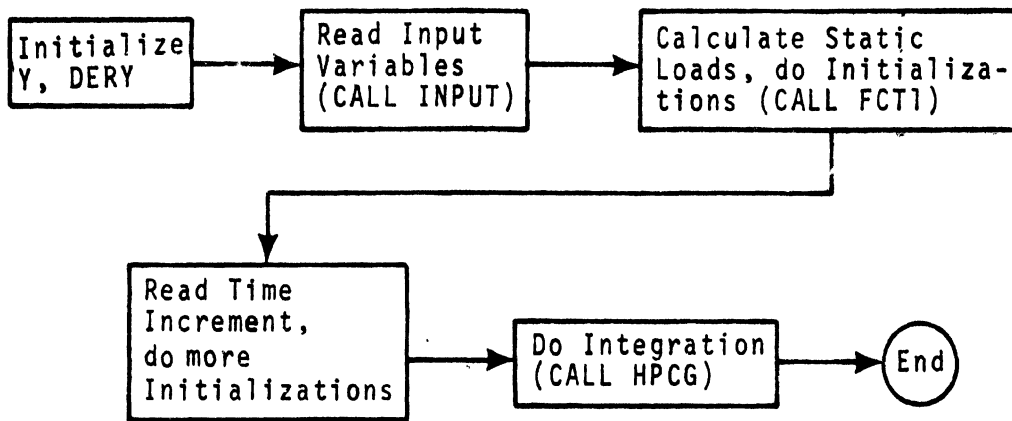 Initialize
Y, DERY
Read Input
Variables
(CALL INPUT)
Calculate Static
Loads, do Initializa-
tions (CALL FCT1)
Read Time
Increment,
do more
Initializations
Do Integration
(CALL HPCG)
End